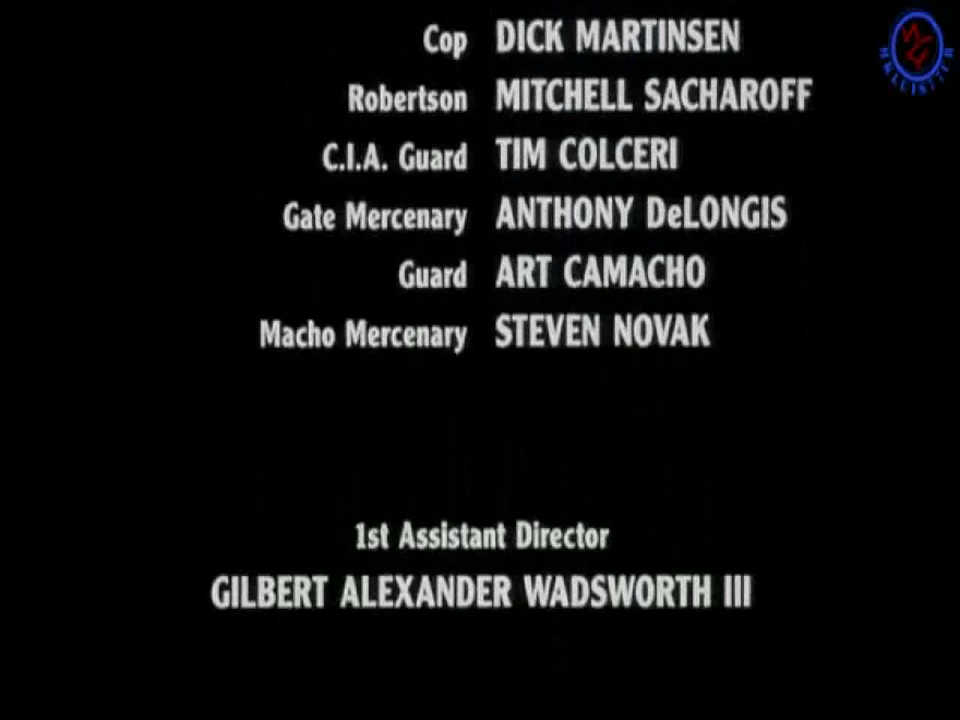 Cop DICK MARTINSEN
Robertson MITCHELL SACHAROFF
C.I.A. Guard TIM COLCERI
Gate Mercenary ANTHONY DeLONGIS
Guard ART CAMACHO
Macho Mercenary STEVEN NOVAK
1st Assistant Director
GILBERT ALEXANDER WADSWORTH III